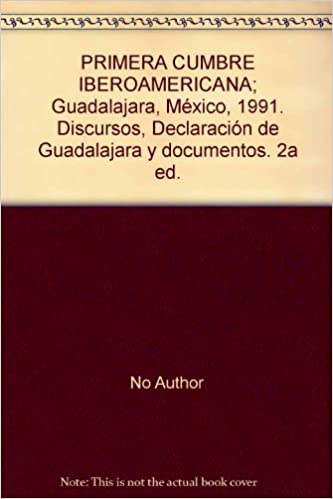 PRIMERA CUMBRE
IBEROAMERICANA;
Guadalajara, México, 1991.
Discursos, Declaración de
Guadalajara y documentos. 2a
ed.
No Author
Note: This is not the actual book cover